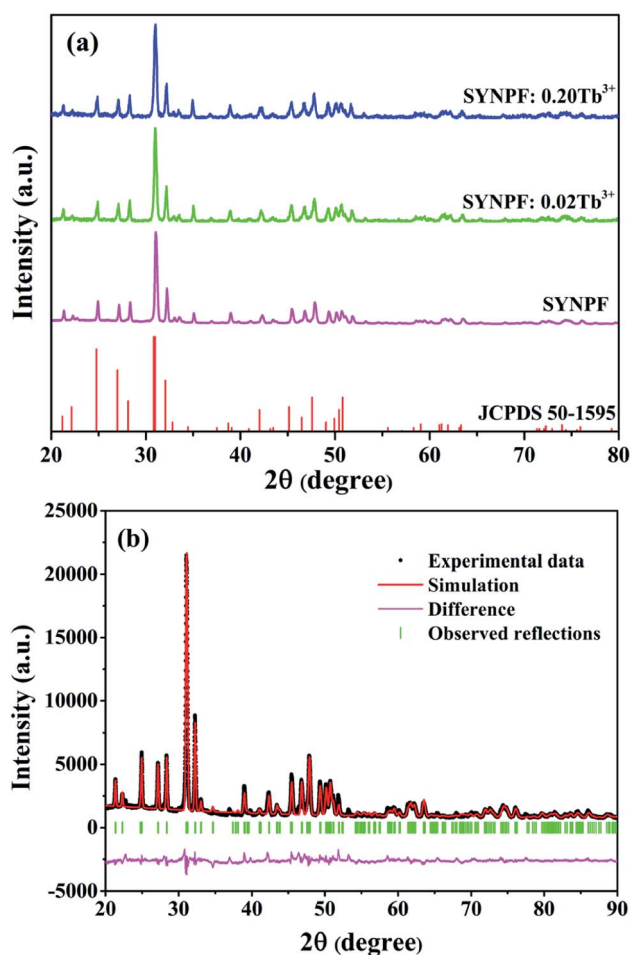 (a)
SYNPF: 0.20Tb³⁺
SYNPF: 0.02Tb³⁺
SYNPF
JCPDS 50-1595
Intensity (a.u.)
20 30 40 50 60 70 80
2θ (degree)
(b)
Experimental data
Simulation
Difference
Observed reflections
25000
20000
15000
10000
5000
0
-5000
Intensity (a.u.)
20 30 40 50 60 70 80 90
2θ (degree)